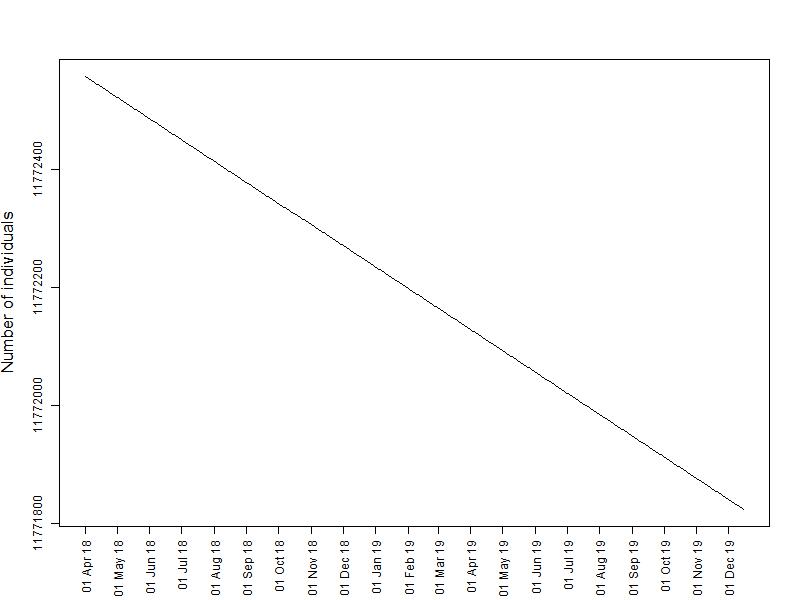 Number of individuals
11772400
11772200
11772000
11771800
01 Apr 18
01 May 18
01 Jun 18
01 Jul 18
01 Aug 18
01 Sep 18
01 Oct 18
01 Nov 18
01 Dec 18
01 Jan 19
01 Feb 19
01 Mar 19
01 Apr 19
01 May 19
01 Jun 19
01 Jul 19
01 Aug 19
01 Sep 19
01 Oct 19
01 Nov 19
01 Dec 19